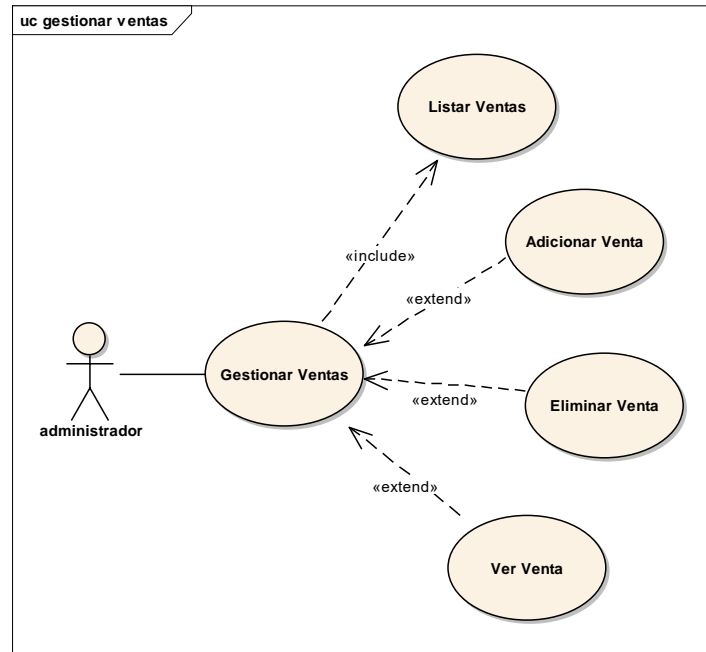 uc gestionar ventas
Listar Ventas
Adicionar Venta
«include»
«extend»
Gestionar Ventas
«extend»
Eliminar Venta
administrador
«extend»
Ver Venta